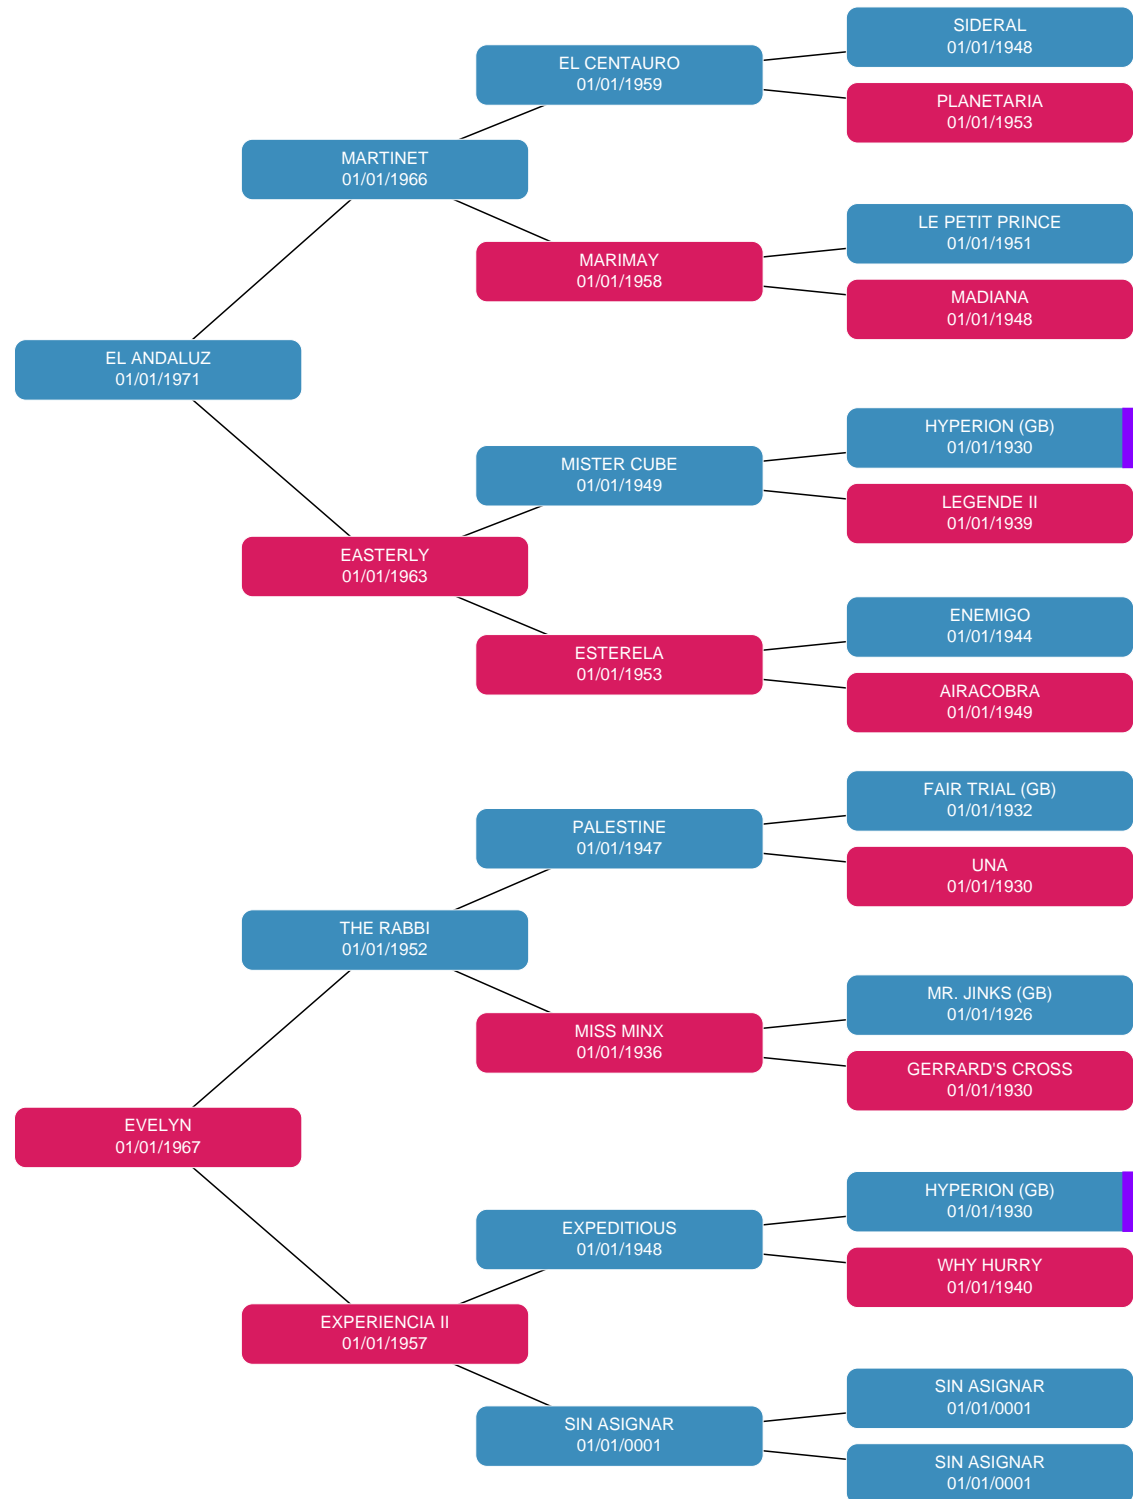 SIDERAL
01/01/1948
EL CENTAURO
01/01/1959
PLANETARIA
01/01/1953
MARTINET
01/01/1966
LE PETIT PRINCE
01/01/1951
MARIMAY
01/01/1958
MADIANA
01/01/1948
EL ANDALUZ
01/01/1971
HYPERION (GB)
01/01/1930
MISTER CUBE
01/01/1949
LEGENDE II
01/01/1939
EASTERLY
01/01/1963
ENEMIGO
01/01/1944
ESTERELA
01/01/1953
AIRACOBRA
01/01/1949
FAIR TRIAL (GB)
01/01/1932
PALESTINE
01/01/1947
UNA
01/01/1930
THE RABBI
01/01/1952
MR. JINKS (GB)
01/01/1926
MISS MINX
01/01/1936
GERRARD'S CROSS
01/01/1930
EVELYN
01/01/1967
HYPERION (GB)
01/01/1930
EXPEDITIOUS
01/01/1948
WHY HURRY
01/01/1940
EXPERIENCIA II
01/01/1957
SIN ASIGNAR
01/01/0001
SIN ASIGNAR
01/01/0001
SIN ASIGNAR
01/01/0001